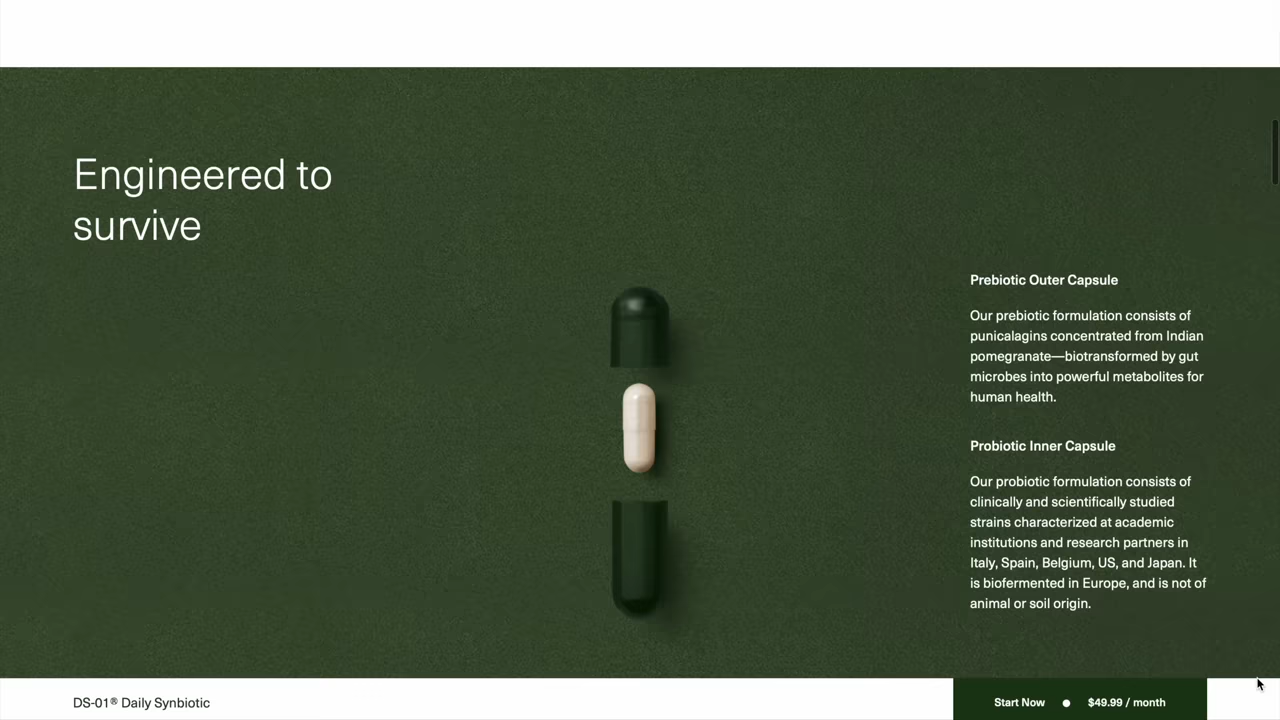 Engineered to
survive
Prebiotic Outer Capsule
Our prebiotic formulation consists of
punicalagins concentrated from Indian
pomegranate—biotransformed by gut
microbes into powerful metabolites for
human health.
Probiotic Inner Capsule
Our probiotic formulation consists of
clinically and scientifically studied
strains characterized at academic
institutions and research partners in
Italy, Spain, Belgium, US, and Japan. It
is biofermented in Europe, and is not of
animal or soil origin.
DS-01® Daily Synbiotic
Start Now ● $49.99 / month